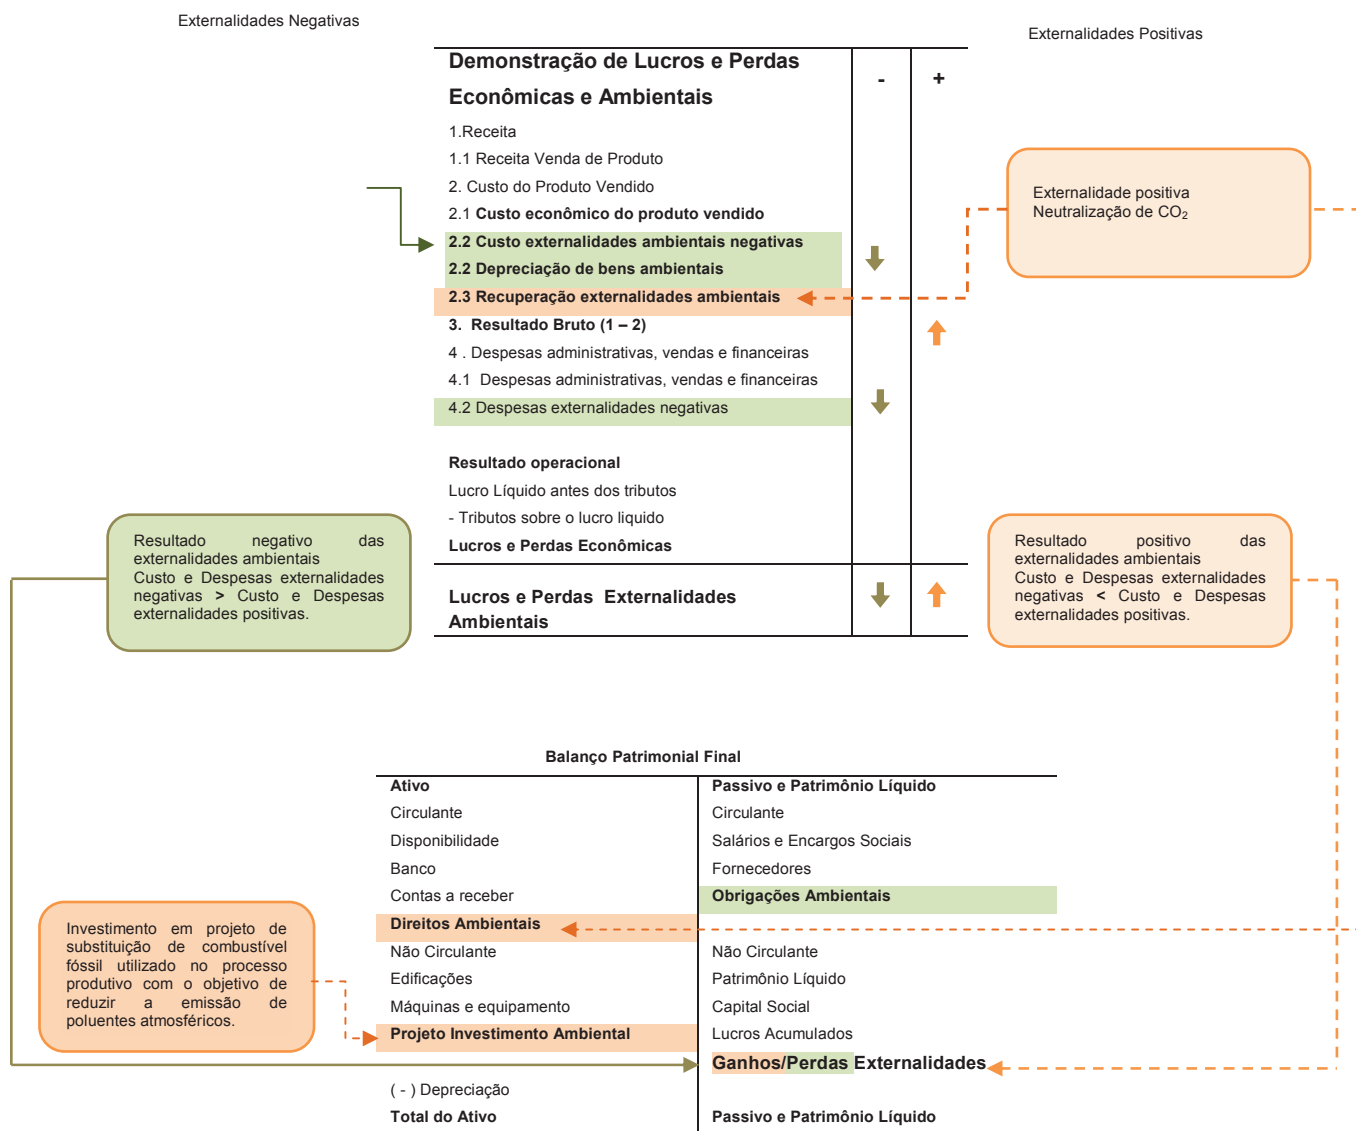 Externalidades Negativas
Externalidades Positivas
Demonstração de Lucros e Perdas
Econômicas e Ambientais
-
+
1.Receita
1.1 Receita Venda de Produto
2. Custo do Produto Vendido
2.1 Custo econômico do produto vendido
2.2 Custo externalidades ambientais negativas
2.2 Depreciação de bens ambientais
2.3 Recuperação externalidades ambientais
3. Resultado Bruto (1 – 2)
4 . Despesas administrativas, vendas e financeiras
4.1 Despesas administrativas, vendas e financeiras
4.2 Despesas externalidades negativas
Resultado operacional
Lucro Líquido antes dos tributos
- Tributos sobre o lucro liquido
Lucros e Perdas Econômicas
Lucros e Perdas Externalidades
Ambientais
Externalidade positiva
Neutralização de CO₂
Resultado negativo das
externalidades ambientais
Custo e Despesas externalidades
negativas > Custo e Despesas
externalidades positivas.
Resultado positivo das
externalidades ambientais
Custo e Despesas externalidades
negativas < Custo e Despesas
externalidades positivas.
Balanço Patrimonial Final
Ativo
Circulante
Disponibilidade
Banco
Contas a receber
Direitos Ambientais
Não Circulante
Edificações
Máquinas e equipamento
Projeto Investimento Ambiental
( - ) Depreciação
Total do Ativo
Passivo e Patrimônio Líquido
Circulante
Salários e Encargos Sociais
Fornecedores
Obrigações Ambientais
Não Circulante
Patrimônio Líquido
Capital Social
Lucros Acumulados
Ganhos/Perdas Externalidades
Passivo e Patrimônio Líquido
Investimento em projeto de
substituição de combustível
fóssil utilizado no processo
produtivo com o objetivo de
reduzir a emissão de
poluentes atmosféricos.